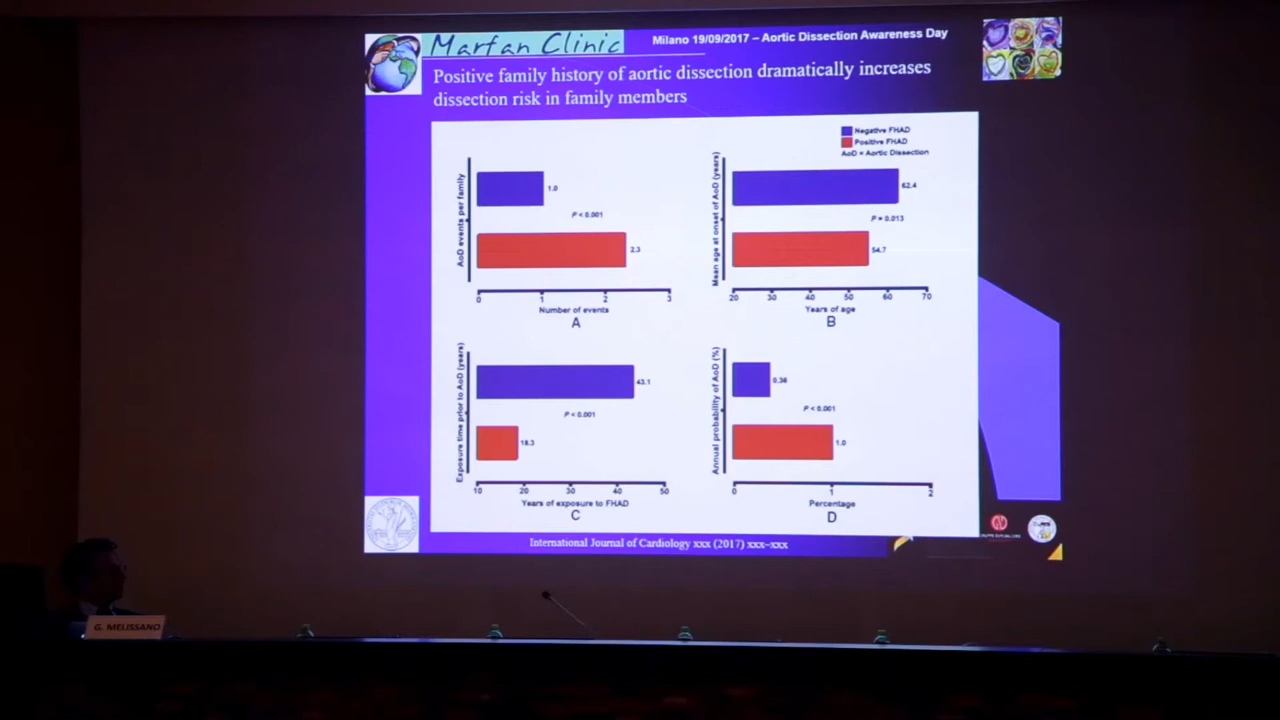 Marfan Clinic
Milano 19/09/2017 – Aortic Dissection Awareness Day
Positive family history of aortic dissection dramatically increases
dissection risk in family members
Negative FHAD
Positive FHAD
AoD = Aortic Dissection
AoD events per family
1.0
P < 0.001
2.3
0 1 2 3
Number of events
A
Mean age at onset of AoD (years)
62.4
P = 0.013
54.7
20 30 40 50 60 70
Years of age
B
Exposure time prior to AoD (years)
43.1
P < 0.001
18.3
10 20 30 40 50
Years of exposure to FHAD
C
Annual probability of AoD (%)
0.36
P < 0.001
1.0
0 1 2
Percentage
D
International Journal of Cardiology xxx (2017) xxx–xxx
G. MELISSANO